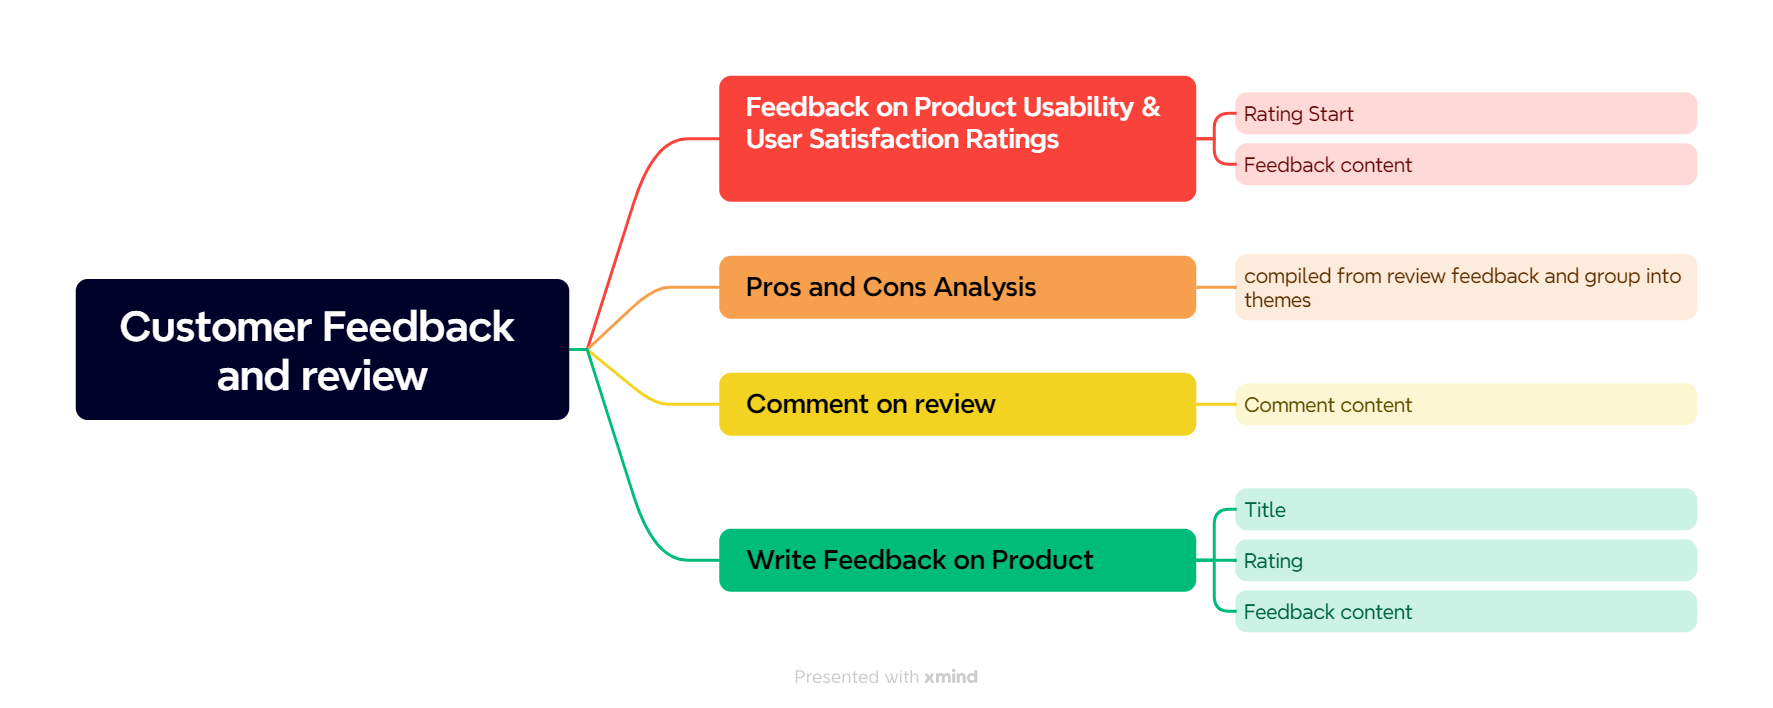 Customer Feedback
and review
Feedback on Product Usability &
User Satisfaction Ratings
Rating Start
Feedback content
Pros and Cons Analysis
compiled from review feedback and group into
themes
Comment on review
Comment content
Write Feedback on Product
Title
Rating
Feedback content
Presented with xmind